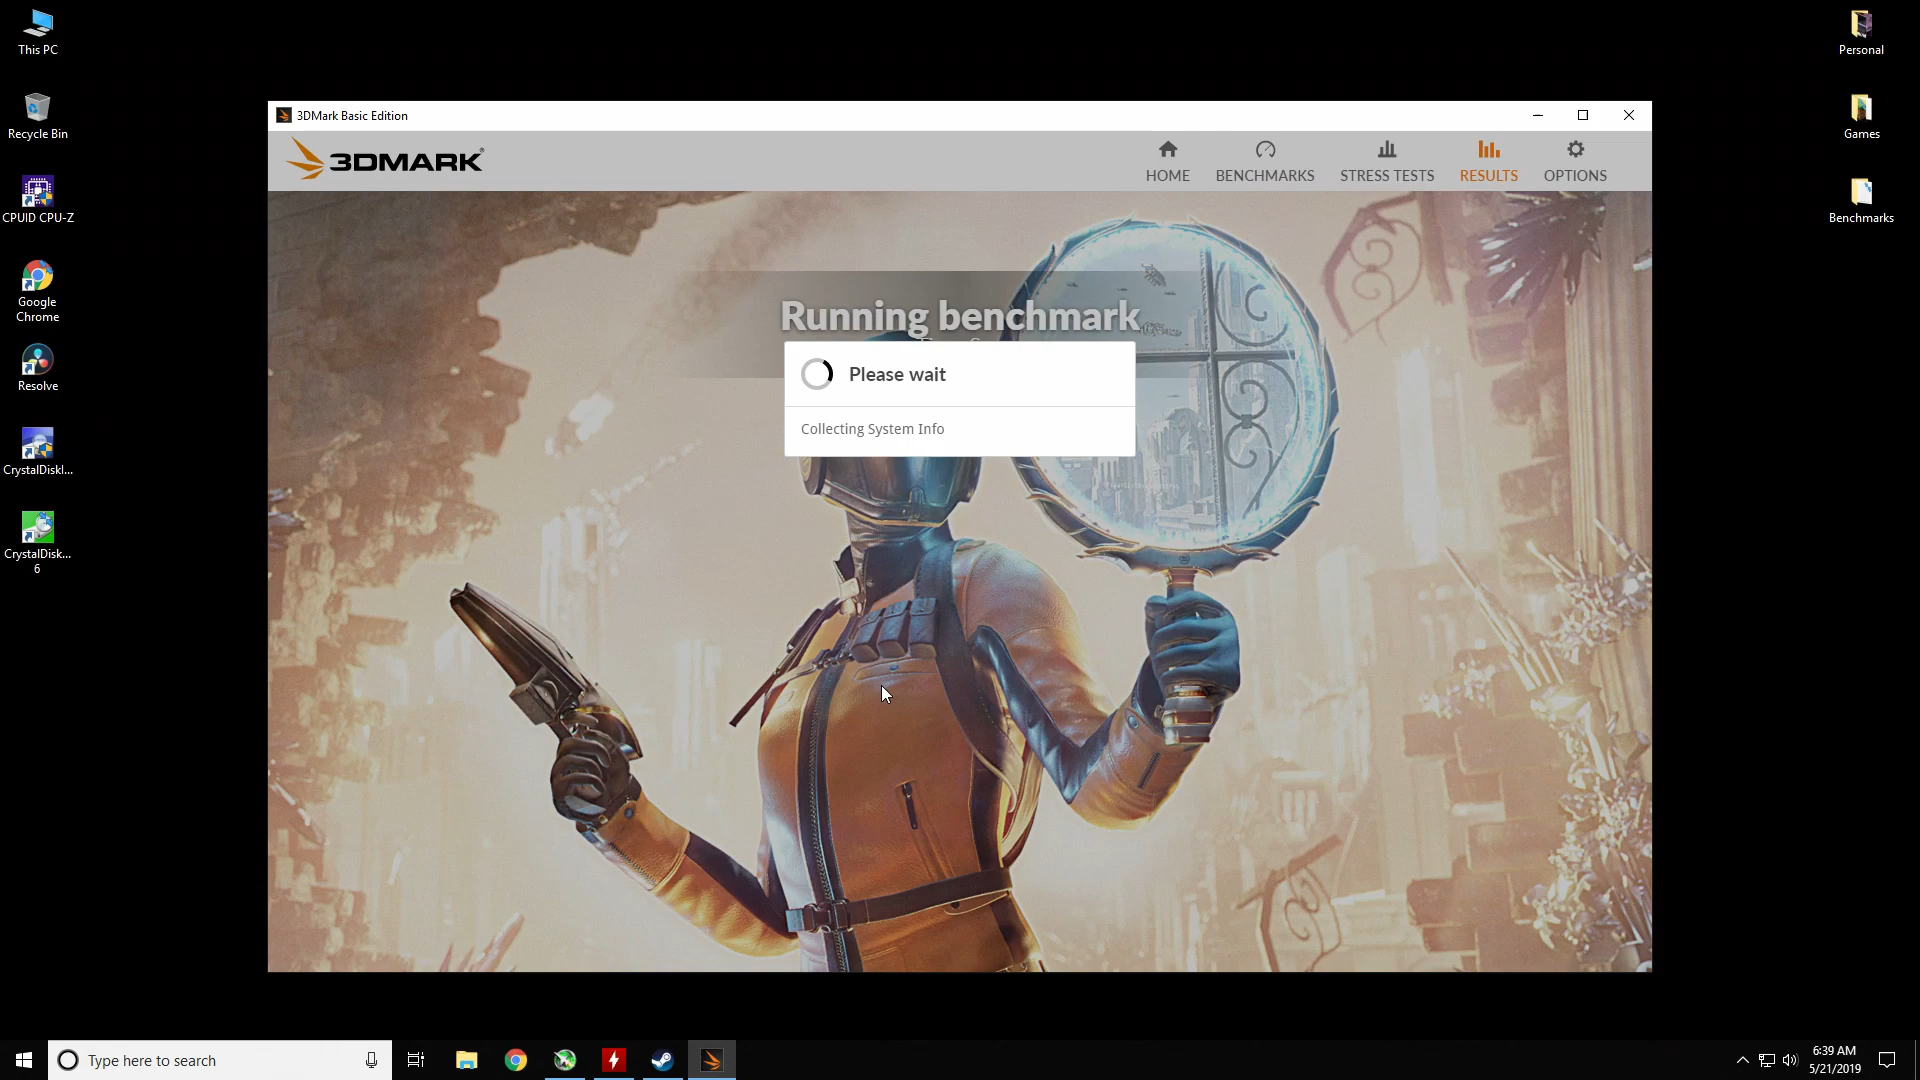 This PC
Recycle Bin
CPUID CPU-Z
Google
Chrome
Resolve
CrystalDiskI...
CrystalDisk...
6
3DMark Basic Edition
3DMARK®
HOME
BENCHMARKS
STRESS TESTS
RESULTS
OPTIONS
Running benchmark
Please wait
Collecting System Info
Personal
Games
Benchmarks
Type here to search
6:39 AM
5/21/2019